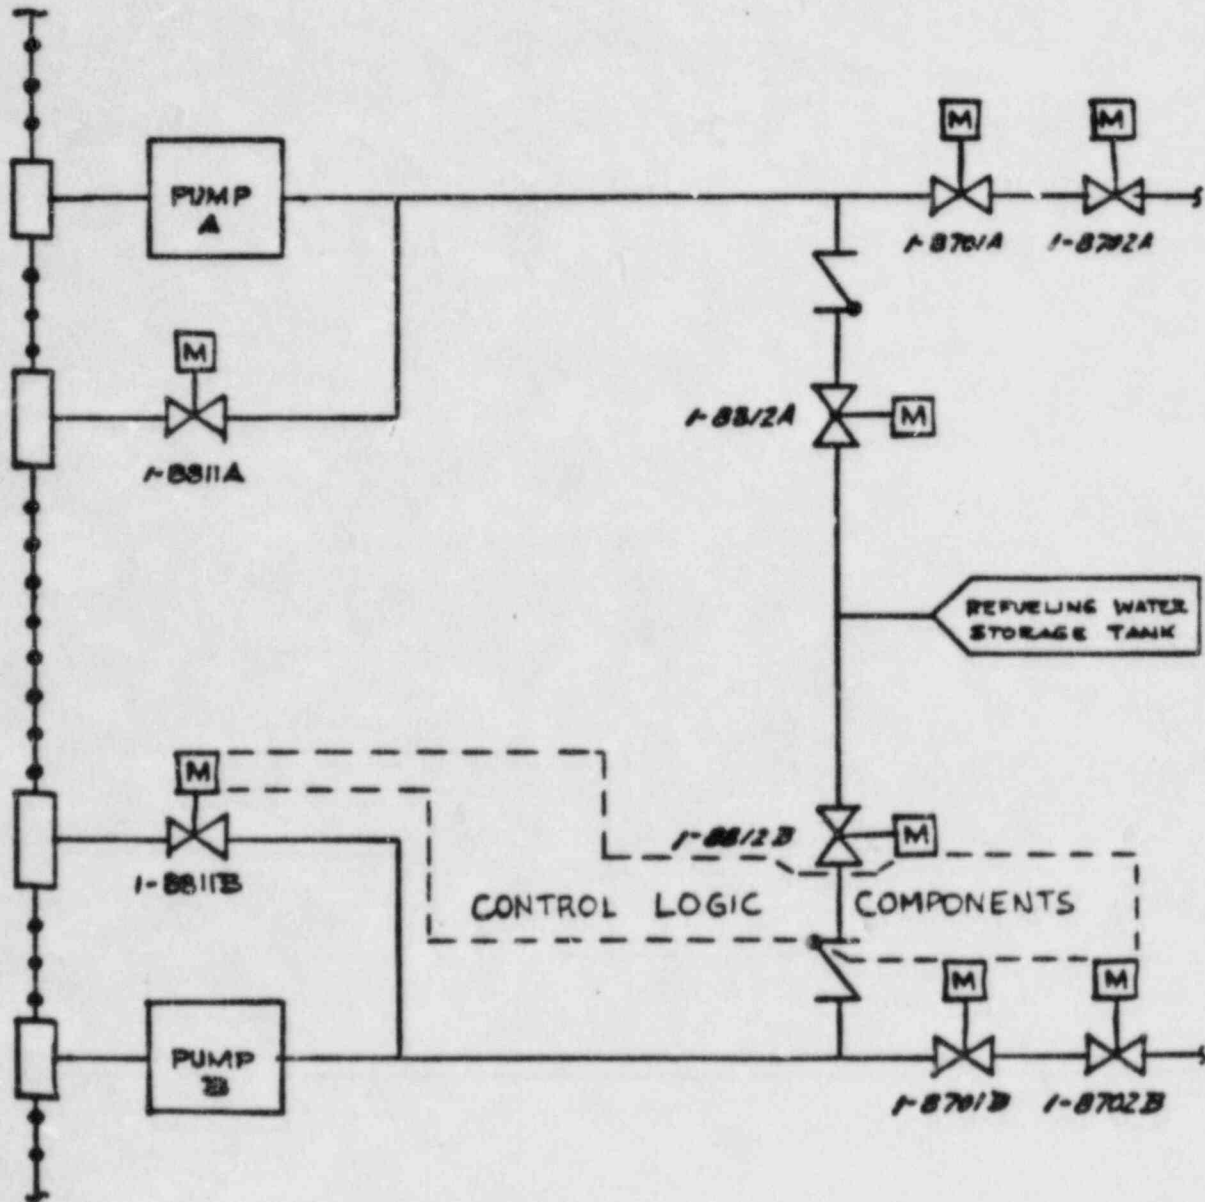 M M
PUMP
A
1-8701A 1-8702A
M
1-8812A M
1-8811A
REFUELING WATER
STORAGE TANK
M
1-8812B M
1-8811B
CONTROL LOGIC COMPONENTS
M M
PUMP
B
1-8701B 1-8702B